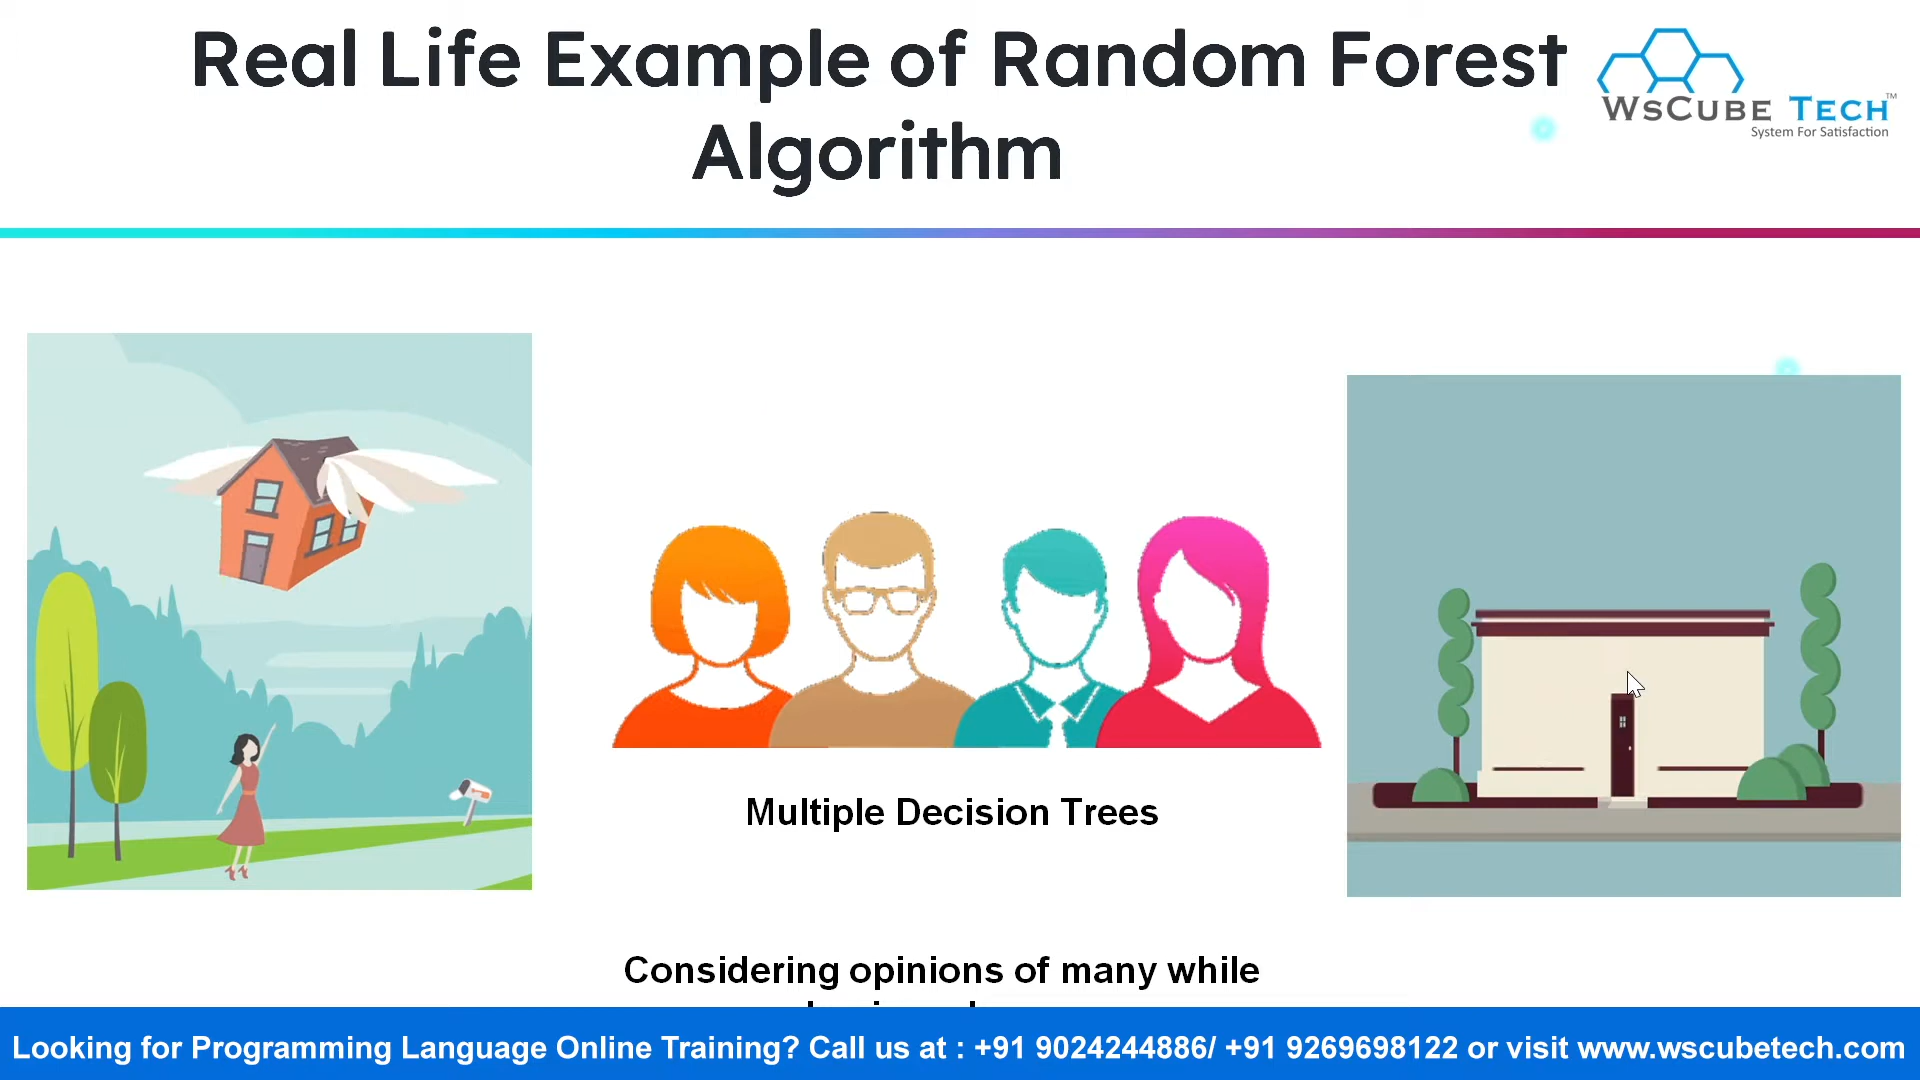 Real Life Example of Random Forest
Algorithm
WsCube Tech™
System For Satisfaction
Multiple Decision Trees
Considering opinions of many while
Looking for Programming Language Online Training? Call us at : +91 9024244886/ +91 9269698122 or visit www.wscubetech.com